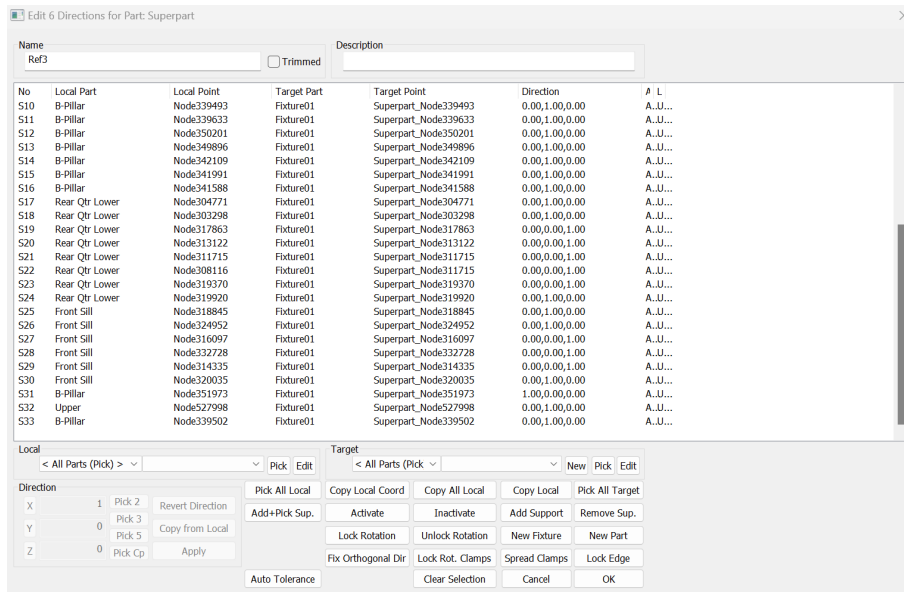 Edit 6 Directions for Part: Superpart
Name
Ref3
Trimmed
Description
No Local Part Local Point Target Part Target Point Direction A L
S10 B-Pillar Node339493 Fixture01 Superpart_Node339493 0.00,1.00,0.00 A..U...
S11 B-Pillar Node339633 Fixture01 Superpart_Node339633 0.00,1.00,0.00 A..U...
S12 B-Pillar Node350201 Fixture01 Superpart_Node350201 0.00,1.00,0.00 A..U...
S13 B-Pillar Node349896 Fixture01 Superpart_Node349896 0.00,1.00,0.00 A..U...
S14 B-Pillar Node342109 Fixture01 Superpart_Node342109 0.00,1.00,0.00 A..U...
S15 B-Pillar Node341991 Fixture01 Superpart_Node341991 0.00,1.00,0.00 A..U...
S16 B-Pillar Node341588 Fixture01 Superpart_Node341588 0.00,1.00,0.00 A..U...
S17 Rear Qtr Lower Node304771 Fixture01 Superpart_Node304771 0.00,1.00,0.00 A..U...
S18 Rear Qtr Lower Node303298 Fixture01 Superpart_Node303298 0.00,1.00,0.00 A..U...
S19 Rear Qtr Lower Node317863 Fixture01 Superpart_Node317863 0.00,0.00,1.00 A..U...
S20 Rear Qtr Lower Node313122 Fixture01 Superpart_Node313122 0.00,1.00,0.00 A..U...
S21 Rear Qtr Lower Node311715 Fixture01 Superpart_Node311715 0.00,0.00,1.00 A..U...
S22 Rear Qtr Lower Node308116 Fixture01 Superpart_Node311715 0.00,0.00,1.00 A..U...
S23 Rear Qtr Lower Node319370 Fixture01 Superpart_Node319370 0.00,0.00,1.00 A..U...
S24 Rear Qtr Lower Node319920 Fixture01 Superpart_Node319920 0.00,1.00,0.00 A..U...
S25 Front Sill Node318845 Fixture01 Superpart_Node318845 0.00,1.00,0.00 A..U...
S26 Front Sill Node324952 Fixture01 Superpart_Node324952 0.00,1.00,0.00 A..U...
S27 Front Sill Node316097 Fixture01 Superpart_Node316097 0.00,0.00,1.00 A..U...
S28 Front Sill Node332728 Fixture01 Superpart_Node332728 0.00,0.00,1.00 A..U...
S29 Front Sill Node314335 Fixture01 Superpart_Node314335 0.00,0.00,1.00 A..U...
S30 Front Sill Node320035 Fixture01 Superpart_Node320035 0.00,1.00,0.00 A..U...
S31 B-Pillar Node351973 Fixture01 Superpart_Node351973 1.00,0.00,0.00 A..U...
S32 Upper Node527998 Fixture01 Superpart_Node527998 0.00,1.00,0.00 A..U...
S33 B-Pillar Node339502 Fixture01 Superpart_Node339502 0.00,1.00,0.00 A..U...
Local
< All Parts (Pick) > Pick Edit
Target
< All Parts (Pick New Pick Edit
Direction
X 1 Pick 2 Revert Direction
Pick 3
Y 0 Copy from Local
Pick 5
Z 0 Pick Cp Apply
Pick All Local Copy Local Coord Copy All Local Copy Local Pick All Target
Add+Pick Sup. Activate Inactivate Add Support Remove Sup.
Lock Rotation Unlock Rotation New Fixture New Part
Fix Orthogonal Dir Lock Rot. Clamps Spread Clamps Lock Edge
Auto Tolerance Clear Selection Cancel OK